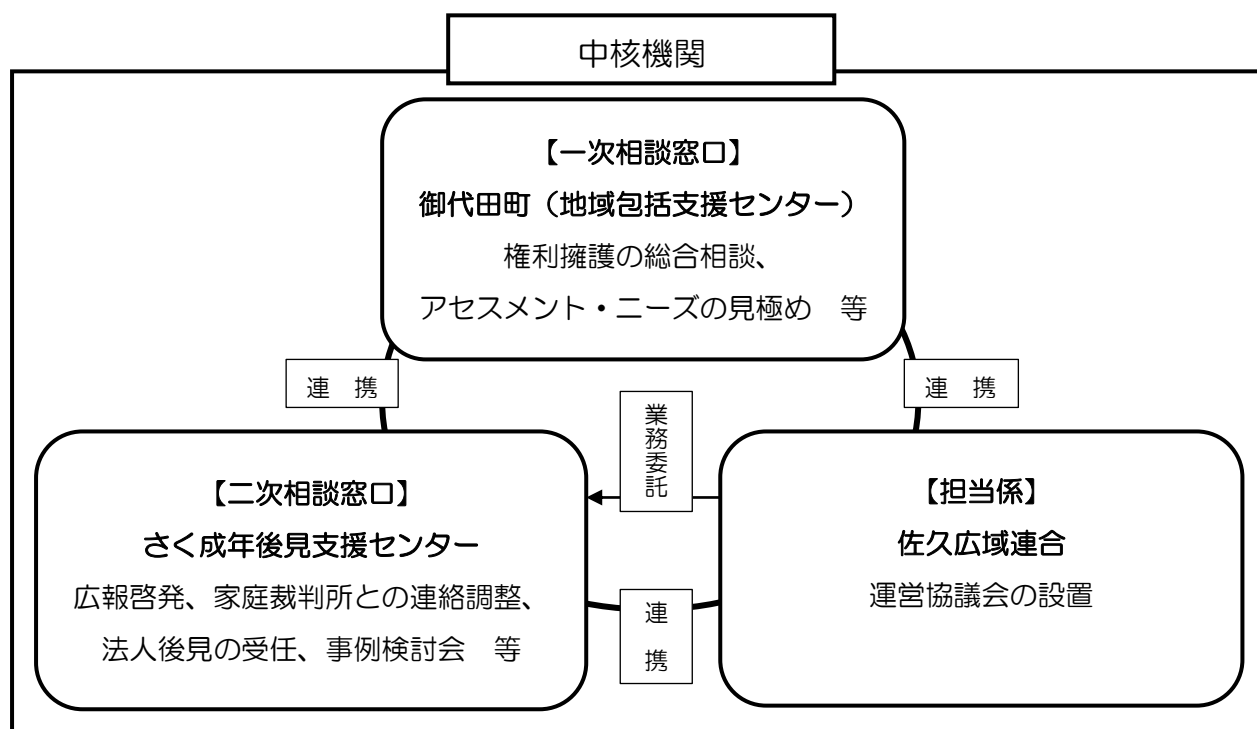 中核機関
【一次相談窓口】
御代田町（地域包括支援センター）
権利擁護の総合相談、
アセスメント・ニーズの見極め　等
連　携
連　携
業務委託
【二次相談窓口】
さく成年後見支援センター
広報啓発、家庭裁判所との連絡調整、
法人後見の受任、事例検討会　等
【担当係】
佐久広域連合
運営協議会の設置
連
携